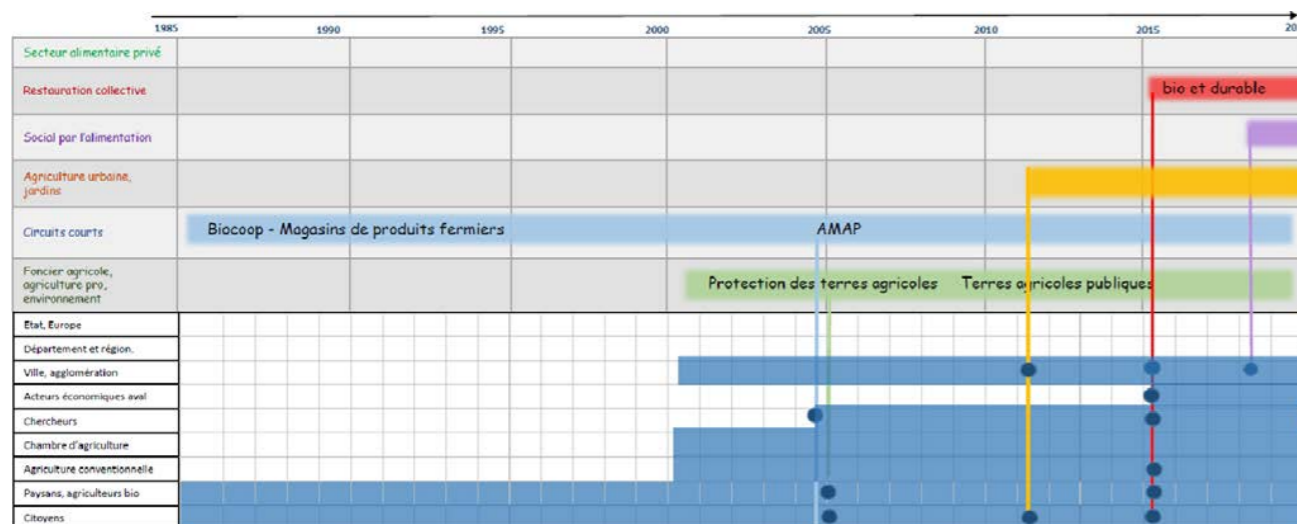 1985 1990 1995 2000 2005 2010 2015 20
Secteur alimentaire privé
Restauration collective
bio et durable
Social par l'alimentation
Agriculture urbaine,
jardins
Circuits courts
Biocoop - Magasins de produits fermiers AMAP
Foncier agricole,
agriculture pro,
environnement
Protection des terres agricoles Terres agricoles publiques
Etat, Europe
Département et région.
Ville, agglomération
Acteurs économiques aval
Chercheurs
Chambre d'agriculture
Agriculture conventionnelle
Paysans, agriculteurs bio
Citoyens